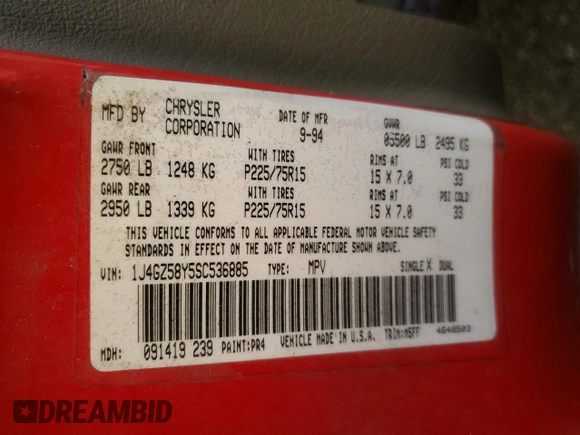 MFD BY CHRYSLER CORPORATION DATE OF MFR 9-94 GVWR 05500 LB 2495 KG
GAWR FRONT WITH TIRES RIMS AT PSI COLD
2750 LB 1248 KG P225/75R15 15 X 7.0 33
GAWR REAR WITH TIRES RIMS AT PSI COLD
2950 LB 1339 KG P225/75R15 15 X 7.0 33
THIS VEHICLE CONFORMS TO ALL APPLICABLE FEDERAL MOTOR VEHICLE SAFETY
STANDARDS IN EFFECT ON THE DATE OF MANUFACTURE SHOWN ABOVE.
VIN: 1J4GZ58Y5SC536885 TYPE: MPV SINGLE X DUAL
MDH: 091419 239 PAINT:PR4 VEHICLE MADE IN U.S.A. TRIM:M5FF 4648503
DREAMBID